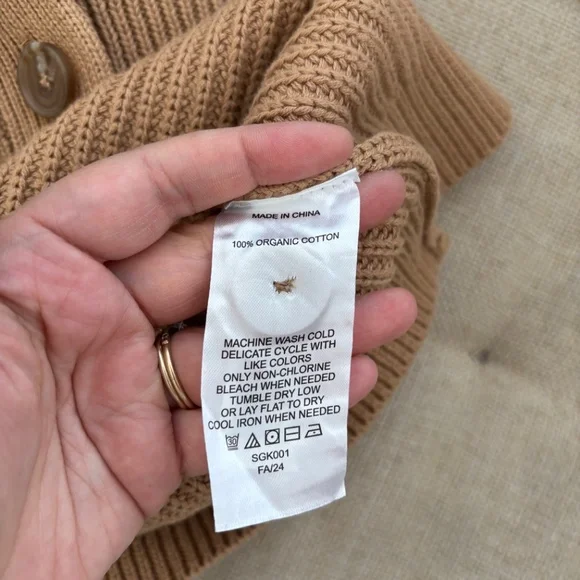 MADE IN CHINA
100% ORGANIC COTTON
MACHINE WASH COLD
DELICATE CYCLE WITH
LIKE COLORS
ONLY NON-CHLORINE
BLEACH WHEN NEEDED
TUMBLE DRY LOW
OR LAY FLAT TO DRY
COOL IRON WHEN NEEDED
30
SGK001
FA/24